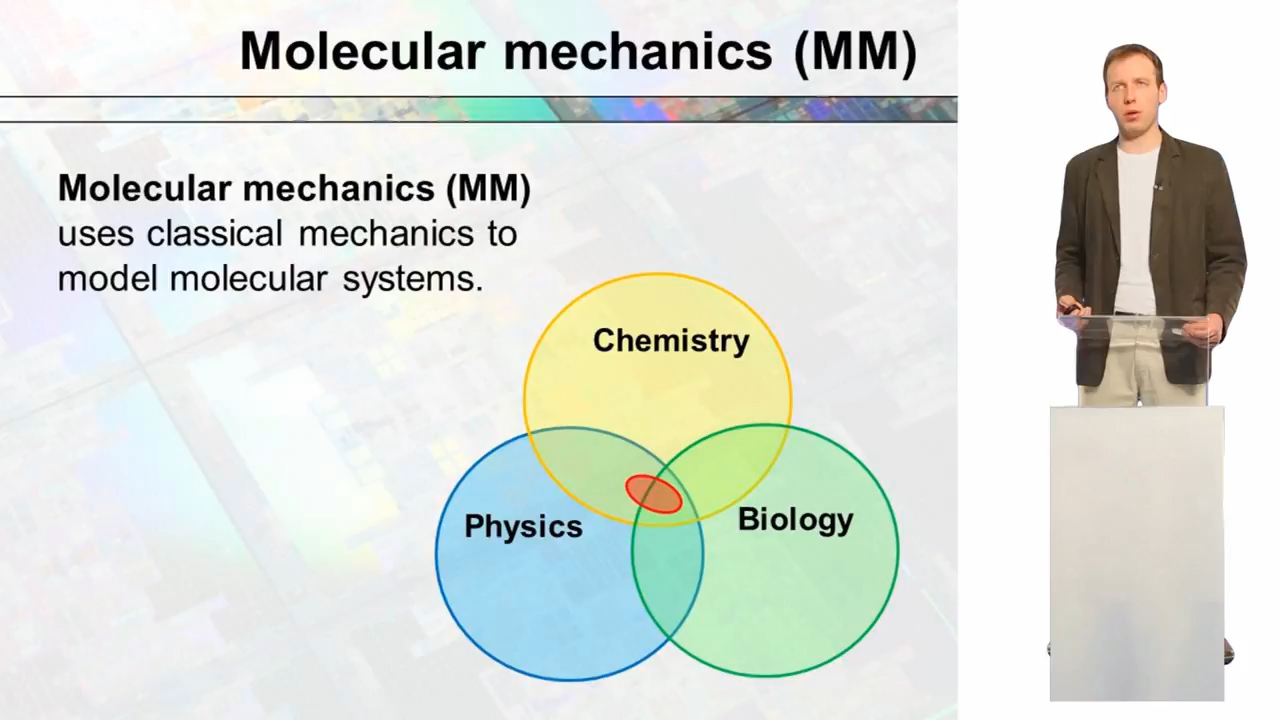 Molecular mechanics (MM)
Molecular mechanics (MM)
uses classical mechanics to
model molecular systems.
Chemistry
Physics
Biology